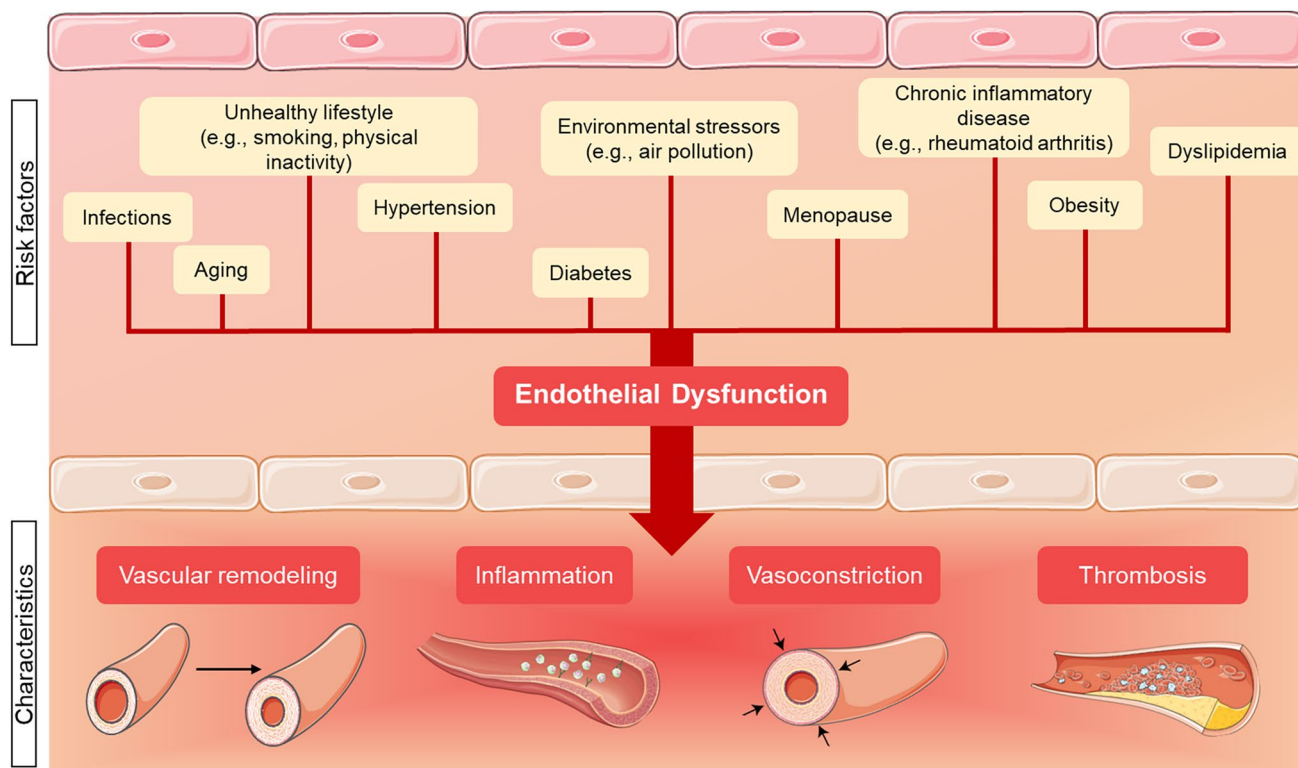 Risk factors
Unhealthy lifestyle
(e.g., smoking, physical
inactivity)
Environmental stressors
(e.g., air pollution)
Chronic inflammatory
disease
(e.g., rheumatoid arthritis)
Dyslipidemia
Infections
Hypertension
Menopause
Obesity
Aging
Diabetes
Endothelial Dysfunction
Characteristics
Vascular remodeling
Inflammation
Vasoconstriction
Thrombosis